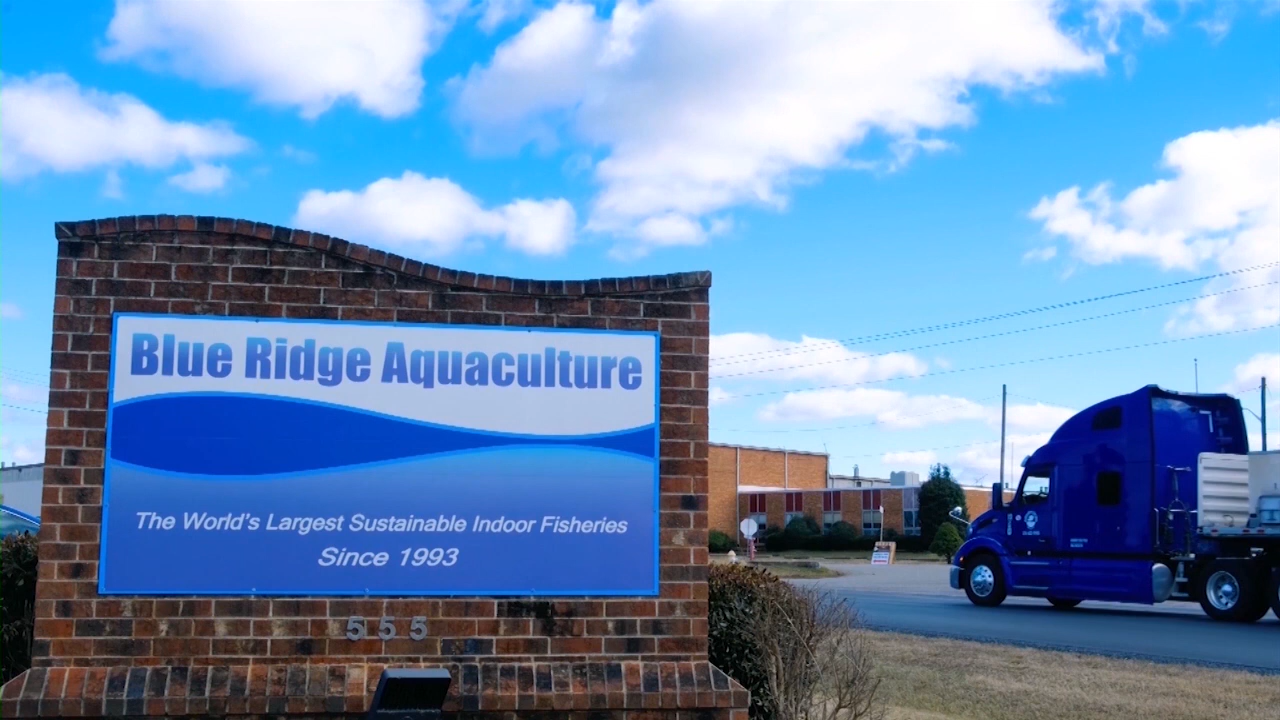 Blue Ridge Aquaculture
The World's Largest Sustainable Indoor Fisheries
Since 1993
555